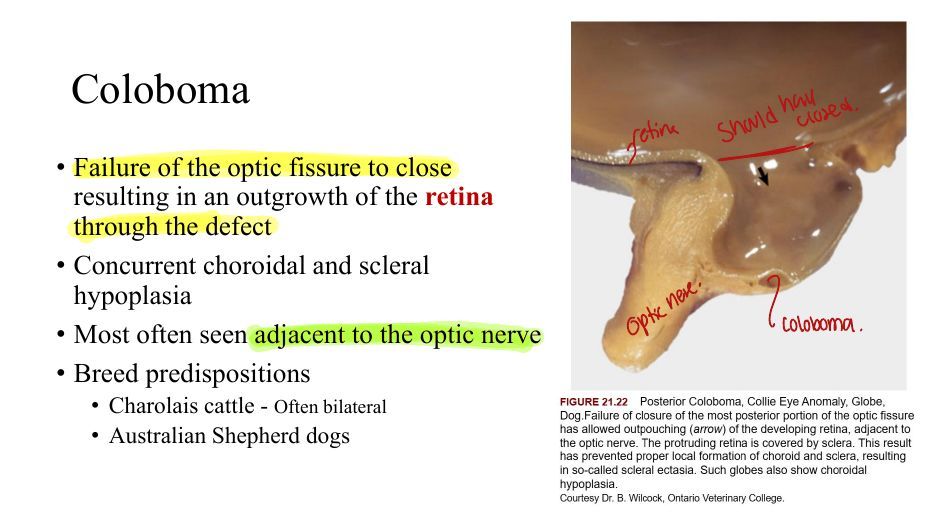 Coloboma
• Failure of the optic fissure to close
resulting in an outgrowth of the retina
through the defect
• Concurrent choroidal and scleral
hypoplasia
• Most often seen adjacent to the optic nerve
• Breed predispositions
• Charolais cattle - Often bilateral
• Australian Shepherd dogs
retina
Should have
closed.
Optic nerve.
Coloboma.
FIGURE 21.22 Posterior Coloboma, Collie Eye Anomaly, Globe,
Dog.Failure of closure of the most posterior portion of the optic fissure
has allowed outpouching (arrow) of the developing retina, adjacent to
the optic nerve. The protruding retina is covered by sclera. This result
has prevented proper local formation of choroid and sclera, resulting
in so-called scleral ectasia. Such globes also show choroidal
hypoplasia.
Courtesy Dr. B. Wilcock, Ontario Veterinary College.